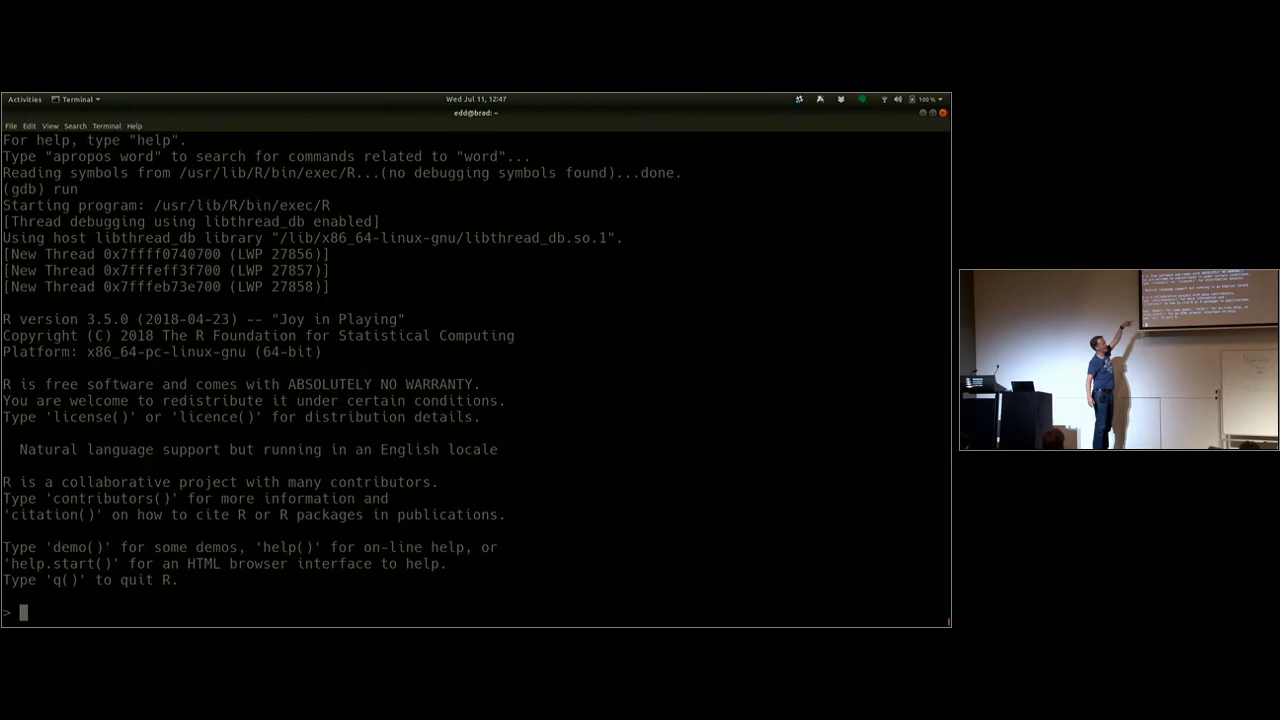 Activities Terminal Wed Jul 11, 12:47 100 %
edd@brad: ~
File Edit View Search Terminal Help
For help, type "help".
Type "apropos word" to search for commands related to "word"...
Reading symbols from /usr/lib/R/bin/exec/R...(no debugging symbols found)...done.
(gdb) run
Starting program: /usr/lib/R/bin/exec/R
[Thread debugging using libthread_db enabled]
Using host libthread_db library "/lib/x86_64-linux-gnu/libthread_db.so.1".
[New Thread 0x7ffff0740700 (LWP 27856)]
[New Thread 0x7fffeff3f700 (LWP 27857)]
[New Thread 0x7fffeb73e700 (LWP 27858)]
R version 3.5.0 (2018-04-23) -- "Joy in Playing"
Copyright (C) 2018 The R Foundation for Statistical Computing
Platform: x86_64-pc-linux-gnu (64-bit)
R is free software and comes with ABSOLUTELY NO WARRANTY.
You are welcome to redistribute it under certain conditions.
Type 'license()' or 'licence()' for distribution details.
Natural language support but running in an English locale
R is a collaborative project with many contributors.
Type 'contributors()' for more information and
'citation()' on how to cite R or R packages in publications.
Type 'demo()' for some demos, 'help()' for on-line help, or
'help.start()' for an HTML browser interface to help.
Type 'q()' to quit R.
>